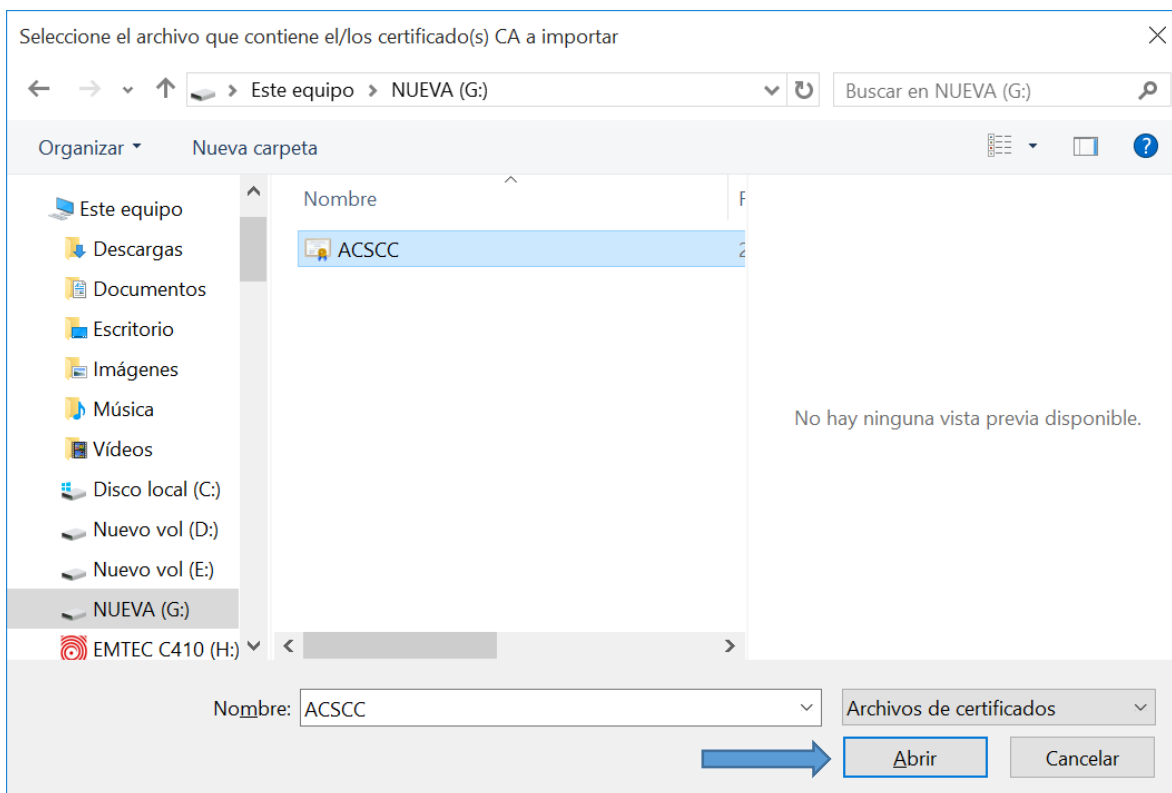 Seleccione el archivo que contiene el/los certificado(s) CA a importar
Este equipo > NUEVA (G:)
Buscar en NUEVA (G:)
Organizar
Nueva carpeta
Este equipo
Descargas
Documentos
Escritorio
Imágenes
Música
Vídeos
Disco local (C:)
Nuevo vol (D:)
Nuevo vol (E:)
NUEVA (G:)
EMTEC C410 (H:)
Nombre
ACSCC
No hay ninguna vista previa disponible.
Nombre: ACSCC
Archivos de certificados
Abrir
Cancelar